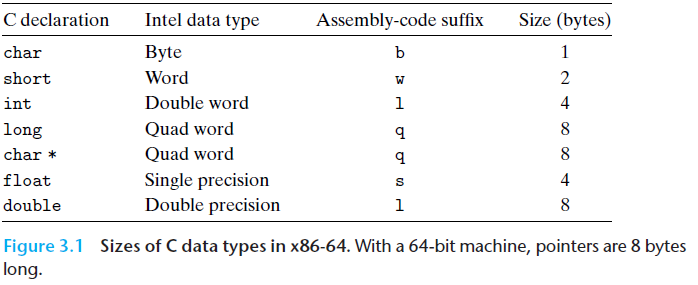 C declaration Intel data type Assembly-code suffix Size (bytes)
char Byte b 1
short Word w 2
int Double word l 4
long Quad word q 8
char * Quad word q 8
float Single precision s 4
double Double precision l 8
Figure 3.1 Sizes of C data types in x86-64. With a 64-bit machine, pointers are 8 bytes
long.